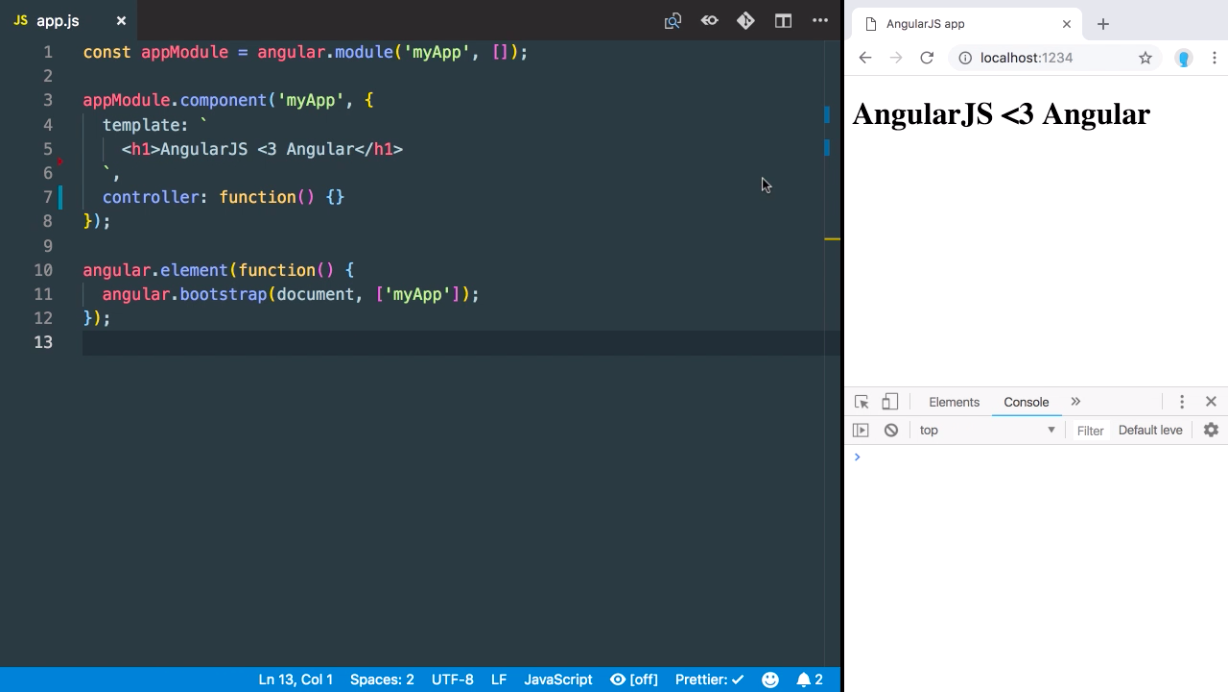 JS app.js ×
1 const appModule = angular.module('myApp', []);
2
3 appModule.component('myApp', {
4   template: `
5     <h1>AngularJS <3 Angular</h1>
6   `,
7   controller: function() {}
8 });
9
10 angular.element(function() {
11   angular.bootstrap(document, ['myApp']);
12 });
13
Ln 13, Col 1 Spaces: 2 UTF-8 LF JavaScript [off] Prettier: ✓ 2
AngularJS app
localhost:1234
AngularJS <3 Angular
Elements Console »
top Filter Default leve